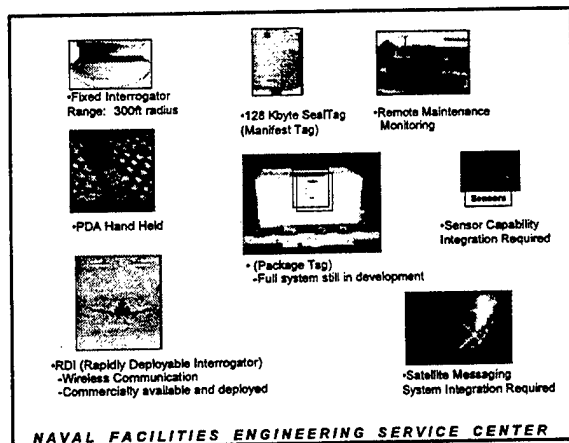 •Fixed Interrogator
Range: 300ft radius
•128 Kbyte SealTag
(Manifest Tag)
•Remote Maintenance
Monitoring
•PDA Hand Held
• (Package Tag)
-Full system still in development
Sensors
•Sensor Capability
Integration Required
•RDI (Rapidly Deployable Interrogator)
-Wireless Communication
-Commercially available and deployed
•Satellite Messaging
System Integration Required
NAVAL FACILITIES ENGINEERING SERVICE CENTER